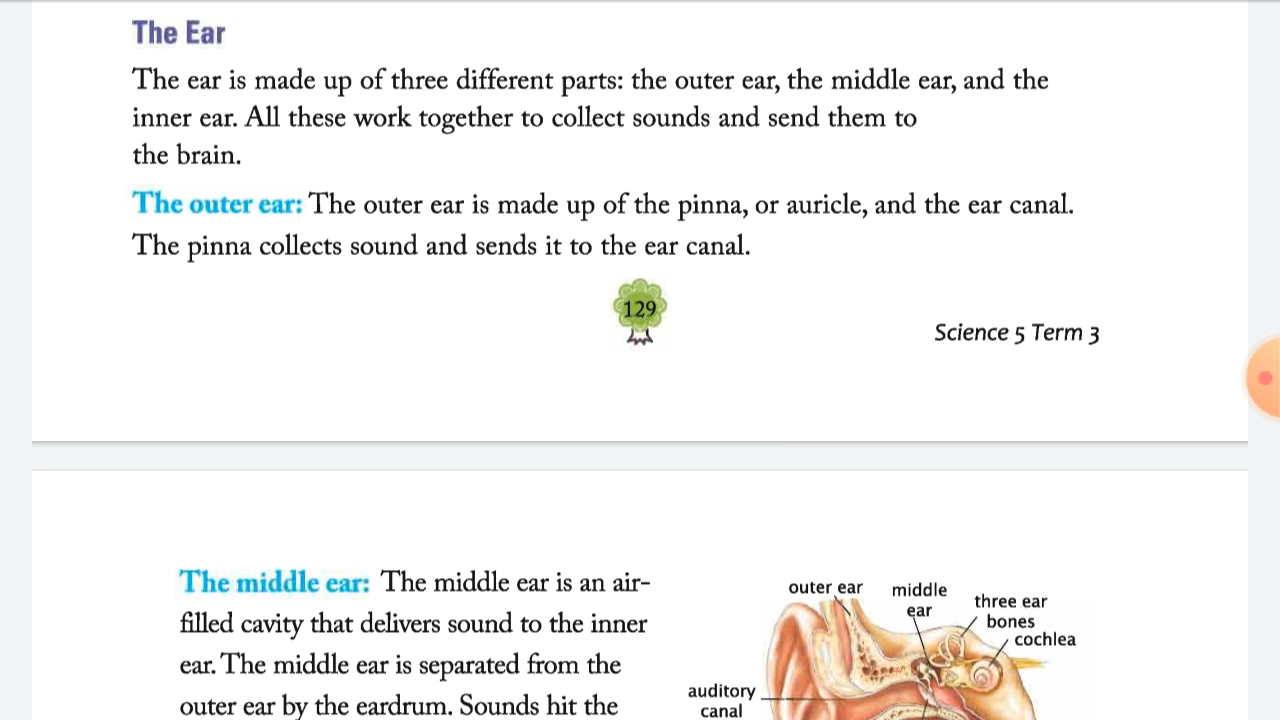 The Ear
The ear is made up of three different parts: the outer ear, the middle ear, and the
inner ear. All these work together to collect sounds and send them to
the brain.
The outer ear: The outer ear is made up of the pinna, or auricle, and the ear canal.
The pinna collects sound and sends it to the ear canal.
129
Science 5 Term 3
The middle ear: The middle ear is an air-
filled cavity that delivers sound to the inner
ear. The middle ear is separated from the
outer ear by the eardrum. Sounds hit the
outer ear
middle
ear
three ear
bones
cochlea
auditory
canal